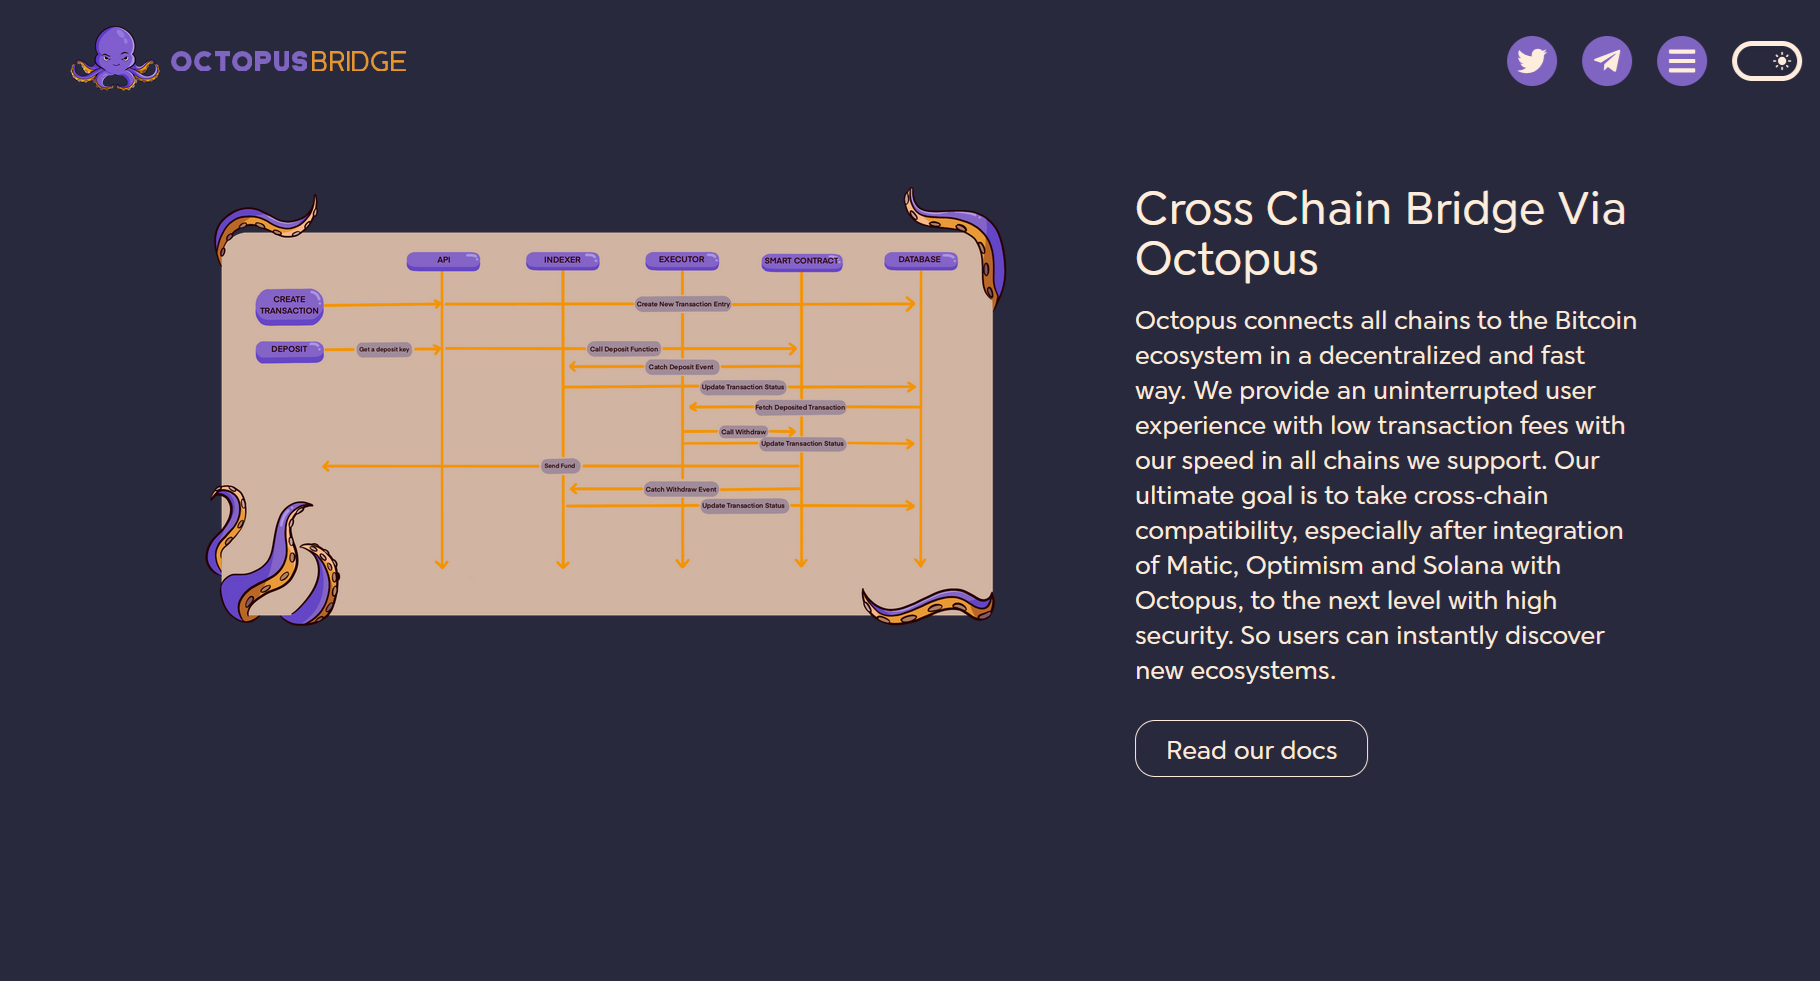 OCTOPUSBRIDGE
API
INDEXER
EXECUTOR
SMART CONTRACT
DATABASE
CREATE
TRANSACTION
Create New Transaction Entry
DEPOSIT
Get a deposit key
Call Deposit Function
Catch Deposit Event
Update Transaction Status
Fetch Deposited Transaction
Call Withdraw
Update Transaction Status
Send Fund
Catch Withdraw Event
Update Transaction Status
Cross Chain Bridge Via
Octopus
Octopus connects all chains to the Bitcoin
ecosystem in a decentralized and fast
way. We provide an uninterrupted user
experience with low transaction fees with
our speed in all chains we support. Our
ultimate goal is to take cross-chain
compatibility, especially after integration
of Matic, Optimism and Solana with
Octopus, to the next level with high
security. So users can instantly discover
new ecosystems.
Read our docs